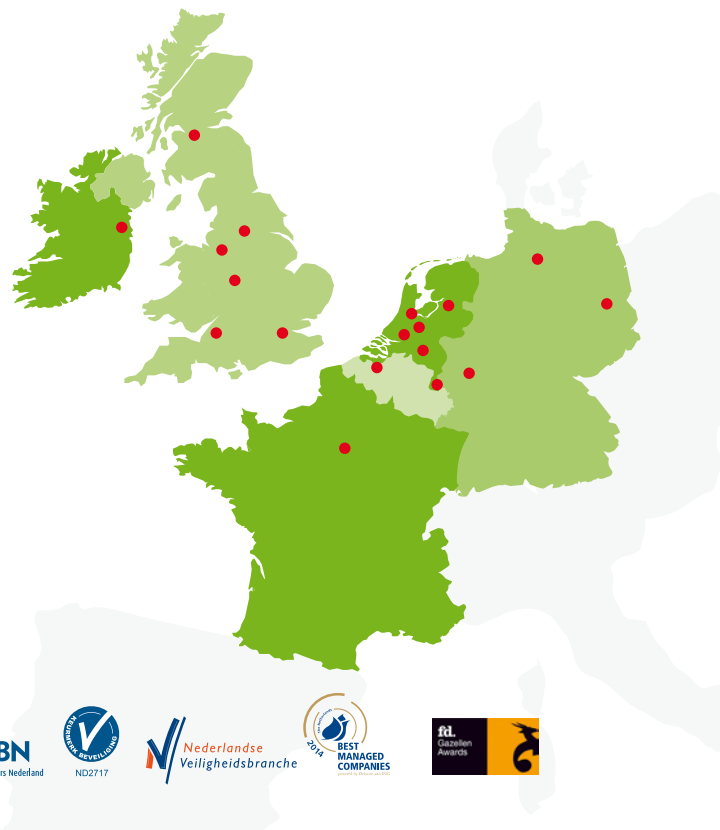 BN
rs Nederland
KEURMERK BEVEILIGING
ND2717
Nederlandse
Veiligheidsbranche
2014
BEST
MANAGED
COMPANIES
fd.
Gazellen
Awards